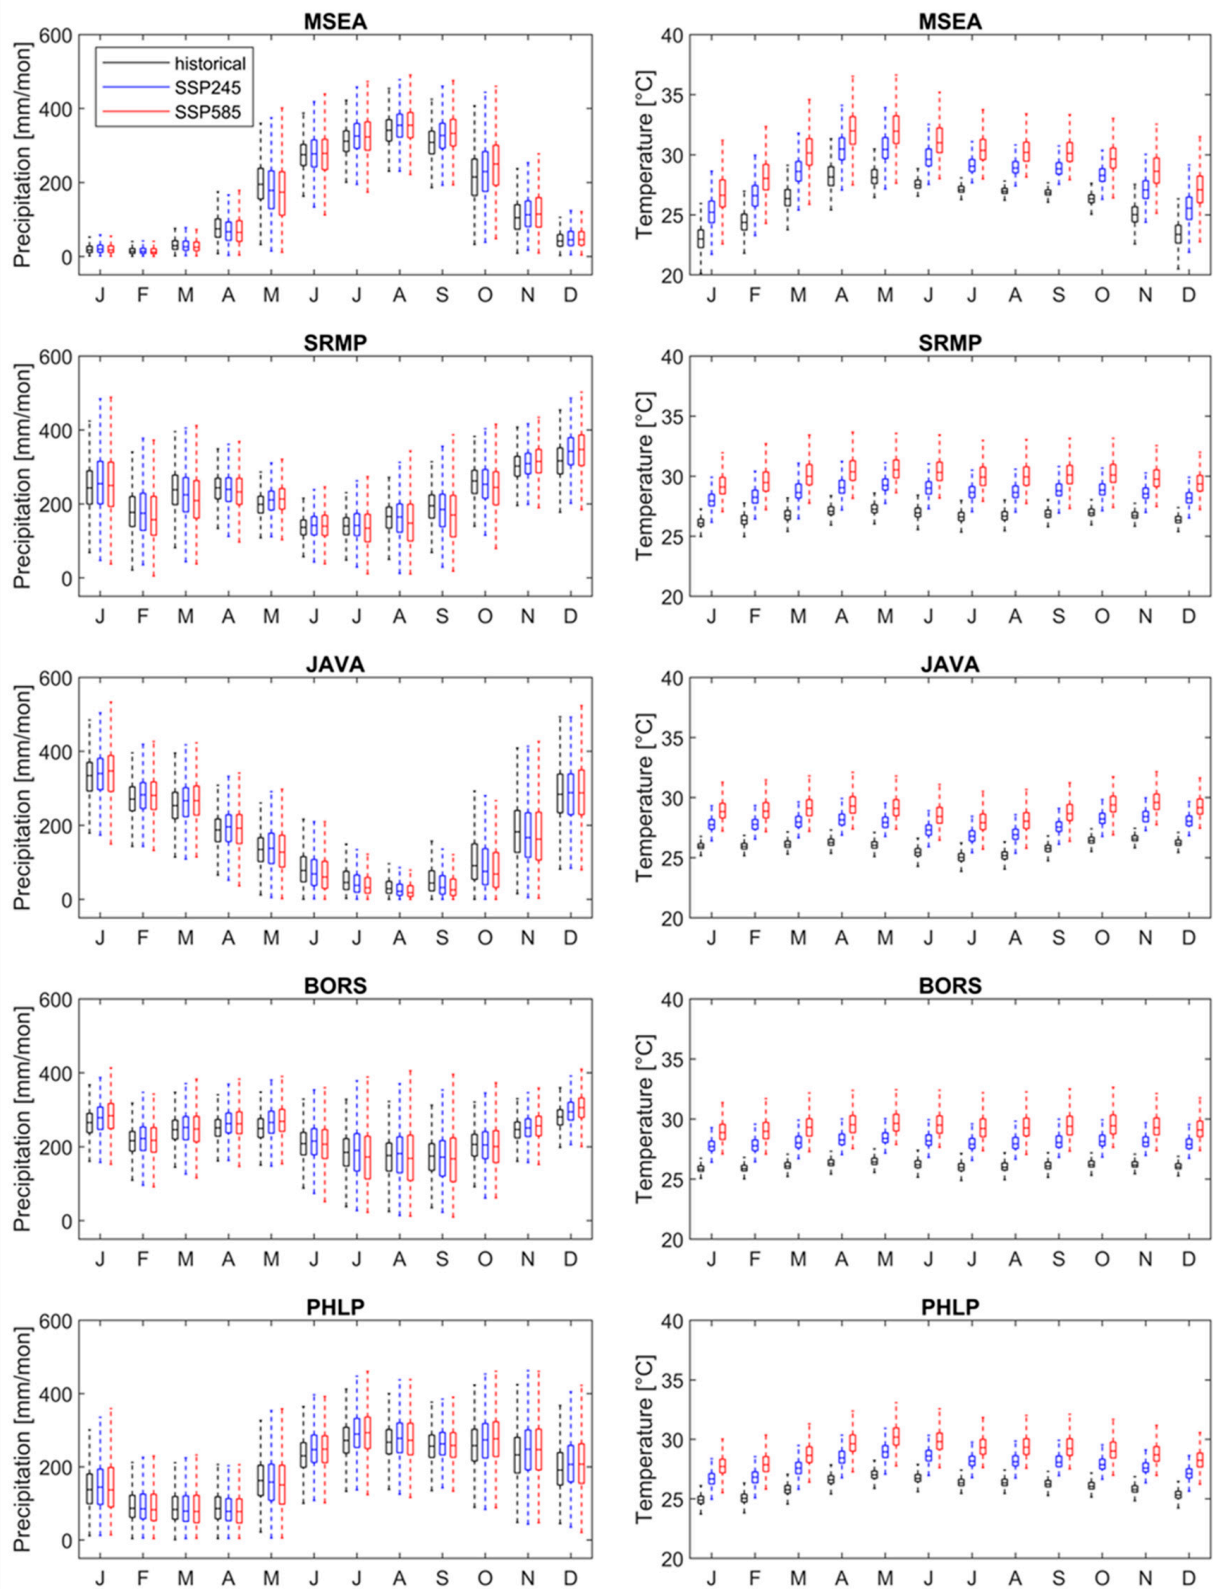 MSEA
Precipitation [mm/mon]
600
400
200
0
historical
SSP245
SSP585
J F M A M J J A S O N D
MSEA
Temperature [°C]
40
35
30
25
20
J F M A M J J A S O N D
SRMP
Precipitation [mm/mon]
600
400
200
0
J F M A M J J A S O N D
SRMP
Temperature [°C]
40
35
30
25
20
J F M A M J J A S O N D
JAVA
Precipitation [mm/mon]
600
400
200
0
J F M A M J J A S O N D
JAVA
Temperature [°C]
40
35
30
25
20
J F M A M J J A S O N D
BORS
Precipitation [mm/mon]
600
400
200
0
J F M A M J J A S O N D
BORS
Temperature [°C]
40
35
30
25
20
J F M A M J J A S O N D
PHLP
Precipitation [mm/mon]
600
400
200
0
J F M A M J J A S O N D
PHLP
Temperature [°C]
40
35
30
25
20
J F M A M J J A S O N D